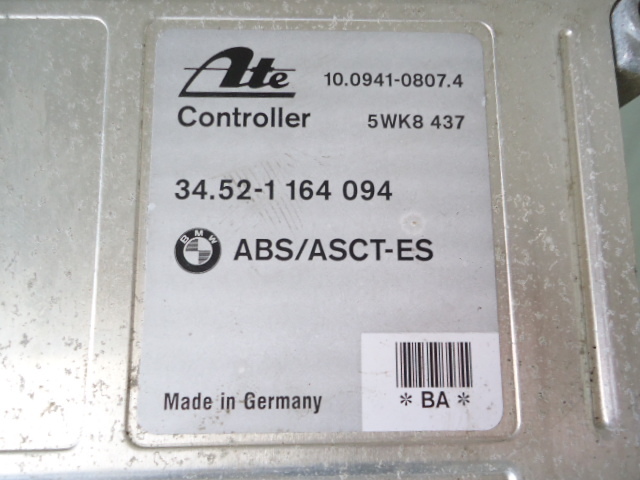 Ate 10.0941-0807.4
Controller 5WK8 437
34.52-1 164 094
BMW ABS/ASCT-ES
Made in Germany * BA *